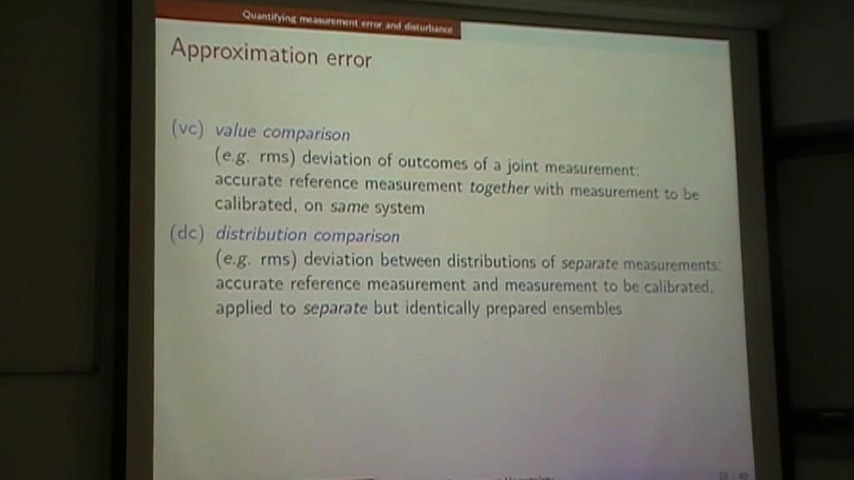 Quantifying measurement error and disturbance
Approximation error
(vc) value comparison
(e.g. rms) deviation of outcomes of a joint measurement:
accurate reference measurement together with measurement to be
calibrated, on same system
(dc) distribution comparison
(e.g. rms) deviation between distributions of separate measurements:
accurate reference measurement and measurement to be calibrated,
applied to separate but identically prepared ensembles